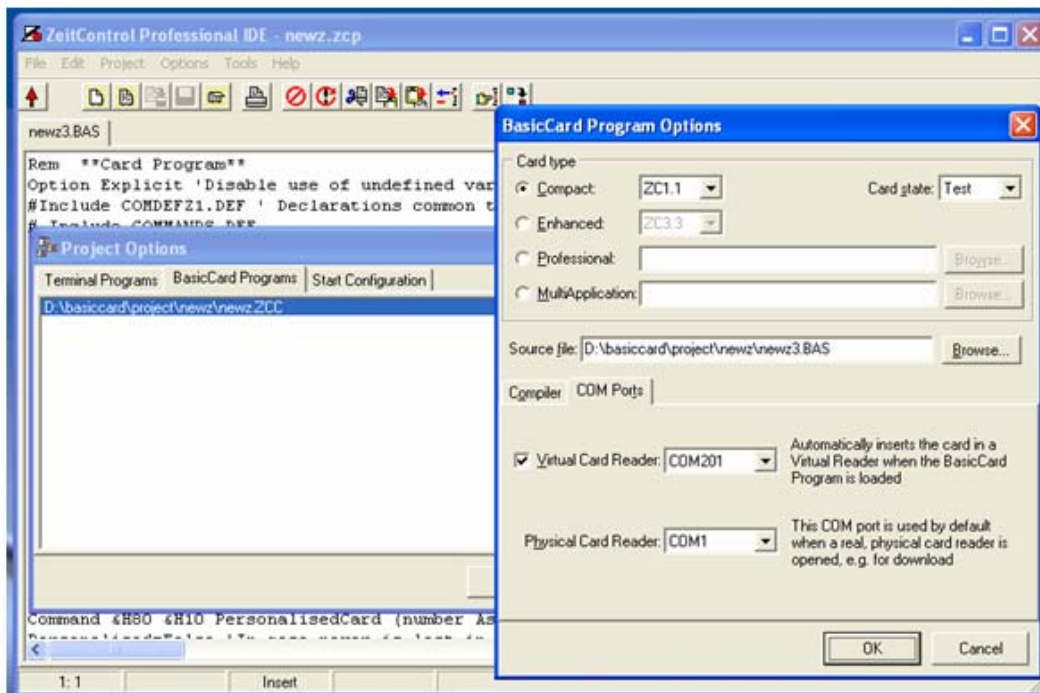 ZeitControl Professional IDE - newz.zcp
File Edit Project Options Tools Help
newz3.BAS
Rem **Card Program**
Option Explicit 'Disable use of undefined var
#Include COMDEFZ1.DEF ' Declarations common t
# Include COMMANDS.DEF
Project Options
Terminal Programs BasicCard Programs Start Configuration
D:\basiccard\project\newz\newz.ZCC
Command &H80 &H10 PersonalisedCard (number As
1: 1 Insert
BasicCard Program Options
Card type
Compact: ZC1.1 Card state: Test
Enhanced: ZC3.3
Professional: Browse...
MultiApplication: Browse...
Source file: D:\basiccard\project\newz\newz3.BAS Browse...
Compiler COM Ports
Virtual Card Reader: COM201
Automatically inserts the card in a
Virtual Reader when the BasicCard
Program is loaded
Physical Card Reader: COM1
This COM port is used by default
when a real, physical card reader is
opened, e.g. for download
OK Cancel